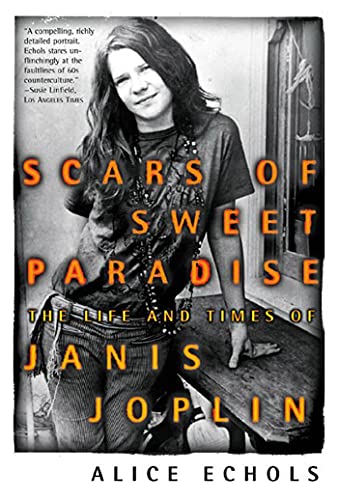 "A compelling, richly
detailed portrait.
Echols stares un-
flinchingly at the
faultlines of 60s
counterculture."
—Susie Linfield,
LOS ANGELES TIMES
SCARS OF
SWEET
PARADISE
THE LIFE AND TIMES OF
JANIS
JOPLIN
ALICE ECHOLS